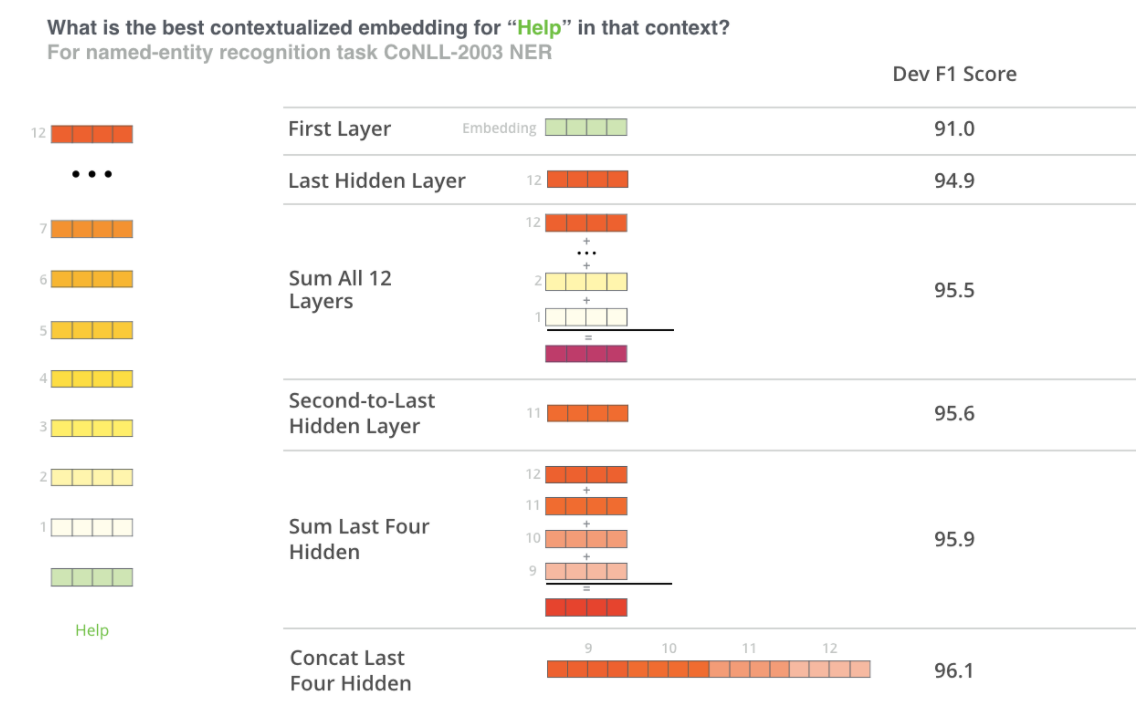 What is the best contextualized embedding for “Help” in that context?
For named-entity recognition task CoNLL-2003 NER
Dev F1 Score
12
7
6
5
4
3
2
1
Help
First Layer Embedding 91.0
Last Hidden Layer 12 94.9
12
+
...
+
Sum All 12
Layers
2
+
1
=
95.5
Second-to-Last
Hidden Layer
11
95.6
12
+
11
+
Sum Last Four
Hidden
10
+
9
=
95.9
9 10 11 12
Concat Last
Four Hidden
96.1